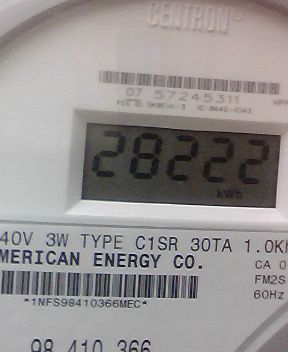 CENTRON
07 57245311
28222
kWh
40V 3W TYPE C1SR 30TA 1.0K
MERICAN ENERGY CO.
CA 0
FM2S
60Hz
*1NFS98410366MEC*
98 410 366